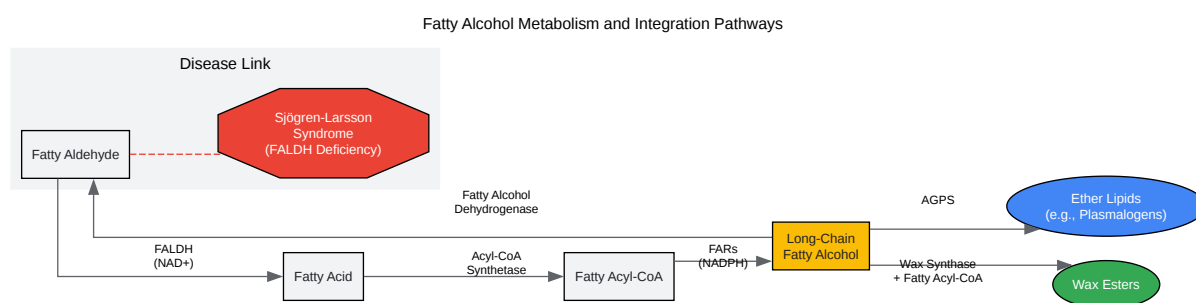 Fatty Alcohol Metabolism and Integration Pathways
Disease Link
Sjögren-Larsson
Syndrome
(FALDH Deficiency)
Fatty Aldehyde
Fatty Alcohol
Dehydrogenase
AGPS
Ether Lipids
(e.g., Plasmalogens)
FALDH
(NAD+)
Fatty Acid
Acyl-CoA
Synthetase
Fatty Acyl-CoA
FARs
(NADPH)
Long-Chain
Fatty Alcohol
Wax Synthase
+ Fatty Acyl-CoA
Wax Esters